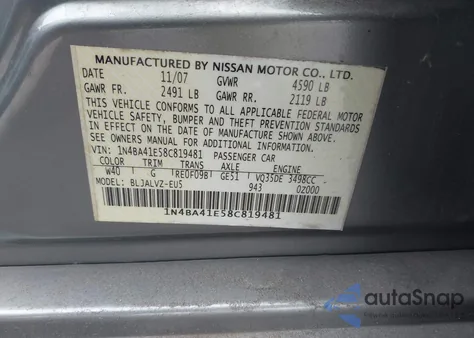 MANUFACTURED BY NISSAN MOTOR CO., LTD.
DATE 11/07 GVWR 4590 LB
GAWR FR. 2491 LB GAWR RR. 2119 LB
THIS VEHICLE CONFORMS TO ALL APPLICABLE FEDERAL MOTOR
VEHICLE SAFETY, BUMPER AND THEFT PREVENTION STANDARDS
IN EFFECT ON THE DATE OF MANUFACTURE SHOWN ABOVE.
SEE OWNERS MANUAL FOR ADDITIONAL INFORMATION.
VIN: 1N4BA41E58C819481 PASSENGER CAR
COLOR TRIM TRANS AXLE ENGINE
W40 G RE0F09B GE51 VQ35DE 3498CC
MODEL: BLJALVZ-EU5 943 0Z000
1N4BA41E58C819481
autoSnap